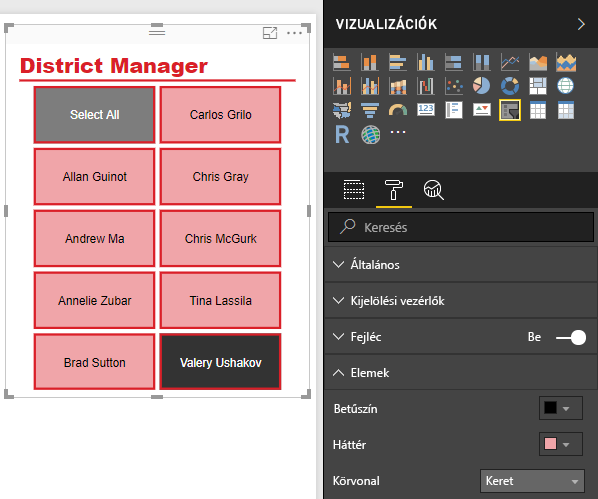 District Manager
Select All
Carlos Grilo
Allan Guinot
Chris Gray
Andrew Ma
Chris McGurk
Annelie Zubar
Tina Lassila
Brad Sutton
Valery Ushakov
VIZUALIZÁCIÓK
123
R
Keresés
Általános
Kijelölési vezérlők
Fejléc Be
Elemek
Betűszín
Háttér
Körvonal Keret